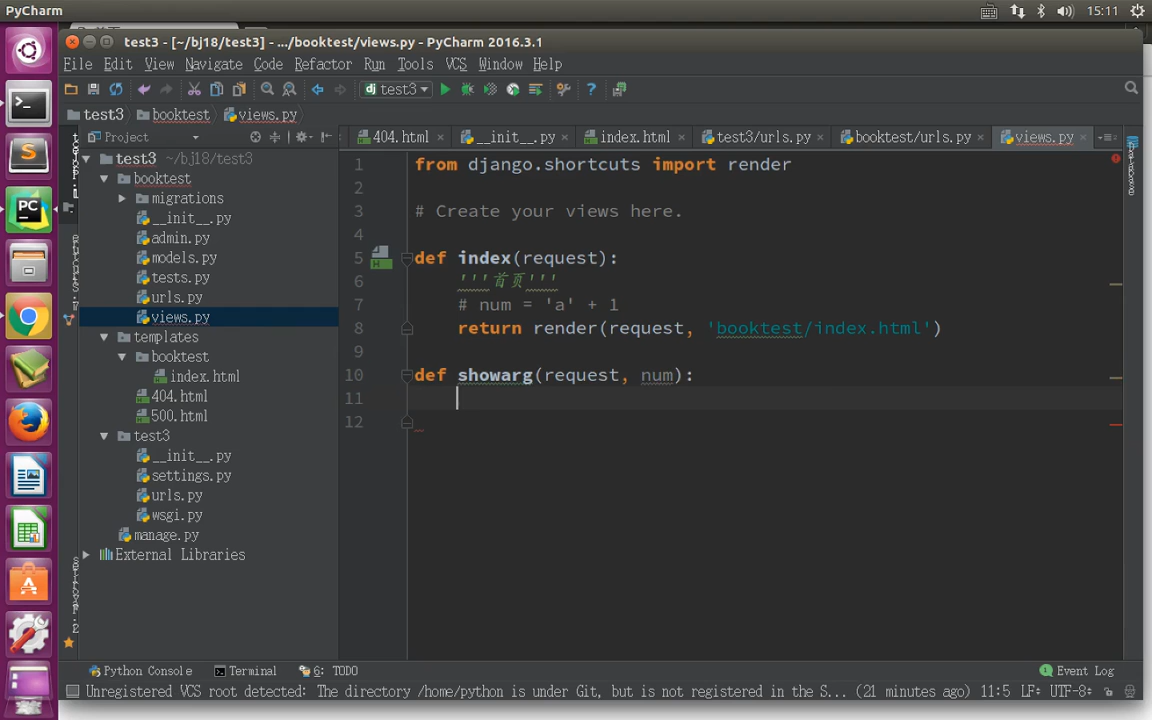 PyCharm
15:11
test3 - [~/bj18/test3] - .../booktest/views.py - PyCharm 2016.3.1
File Edit View Navigate Code Refactor Run Tools VCS Window Help
test3
test3 booktest views.py
Project
404.html __init__.py index.html test3/urls.py booktest/urls.py views.py
test3 ~/bj18/test3
booktest
migrations
__init__.py
admin.py
models.py
tests.py
urls.py
views.py
templates
booktest
index.html
404.html
500.html
test3
__init__.py
settings.py
urls.py
wsgi.py
manage.py
External Libraries
1 from django.shortcuts import render
2
3 # Create your views here.
4
5 def index(request):
6 '''首页'''
7 # num = 'a' + 1
8 return render(request, 'booktest/index.html')
9
10 def showarg(request, num):
11
12
Python Console Terminal 6: TODO Event Log
Unregistered VCS root detected: The directory /home/python is under Git, but is not registered in the S... (21 minutes ago) 11:5 LF÷ UTF-8÷